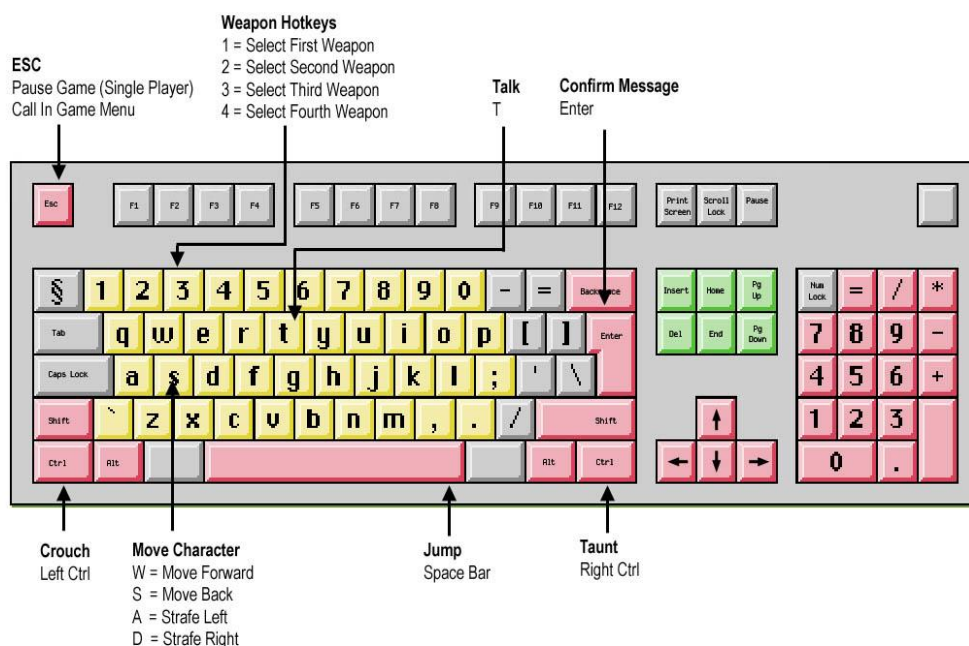 Weapon Hotkeys
1 = Select First Weapon
2 = Select Second Weapon
3 = Select Third Weapon
4 = Select Fourth Weapon
ESC
Pause Game (Single Player)
Call In Game Menu
Talk
T
Confirm Message
Enter
Esc F1 F2 F3 F4 F5 F6 F7 F8 F9 F10 F11 F12 Print Screen Scroll Lock Pause
§ 1 2 3 4 5 6 7 8 9 0 - = Backspace Insert Home Pg Up Num Lock = / *
Tab q w e r t y u i o p [ ] Enter Del End Pg Down 7 8 9 -
Caps Lock a s d f g h j k l ; ' \ 4 5 6 +
Shift ` z x c v b n m , . / Shift ↑ 1 2 3
Ctrl Alt Alt Ctrl ← ↓ → 0 .
Crouch
Left Ctrl
Move Character
W = Move Forward
S = Move Back
A = Strafe Left
D = Strafe Right
Jump
Space Bar
Taunt
Right Ctrl